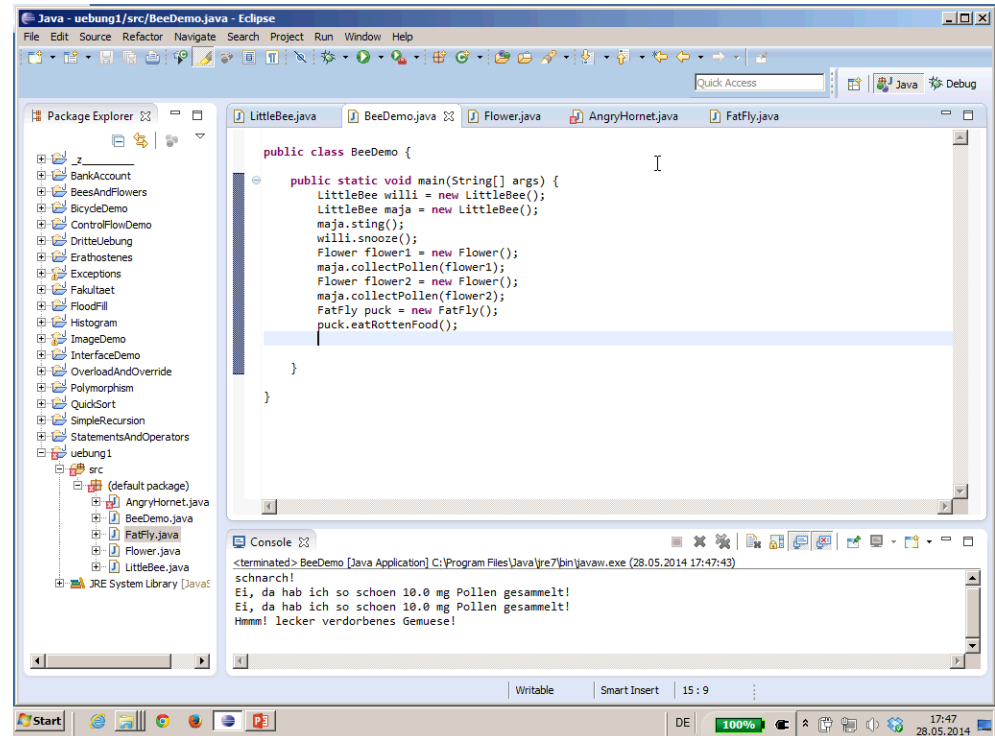 Java - uebung1/src/BeeDemo.java - Eclipse
File Edit Source Refactor Navigate Search Project Run Window Help
Quick Access
Java
Debug
Package Explorer
LittleBee.java
BeeDemo.java
Flower.java
AngryHornet.java
FatFly.java
_z_________
BankAccount
BeesAndFlowers
BicycleDemo
ControlFlowDemo
DritteUebung
Erathostenes
Exceptions
Fakultaet
FloodFill
Histogram
ImageDemo
InterfaceDemo
OverloadAndOverride
Polymorphism
QuickSort
SimpleRecursion
StatementsAndOperators
uebung1
src
(default package)
AngryHornet.java
BeeDemo.java
FatFly.java
Flower.java
LittleBee.java
JRE System Library [JavaS
public class BeeDemo {
public static void main(String[] args) {
LittleBee willi = new LittleBee();
LittleBee maja = new LittleBee();
maja.sting();
willi.snooze();
Flower flower1 = new Flower();
maja.collectPollen(flower1);
Flower flower2 = new Flower();
maja.collectPollen(flower2);
FatFly puck = new FatFly();
puck.eatRottenFood();
}
}
Console
<terminated> BeeDemo [Java Application] C:\Program Files\Java\jre7\bin\javaw.exe (28.05.2014 17:47:43)
schnarch!
Ei, da hab ich so schoen 10.0 mg Pollen gesammelt!
Ei, da hab ich so schoen 10.0 mg Pollen gesammelt!
Hmmm! lecker verdorbenes Gemuese!
Writable
Smart Insert
15 : 9
Start
DE
100%
17:47
28.05.2014